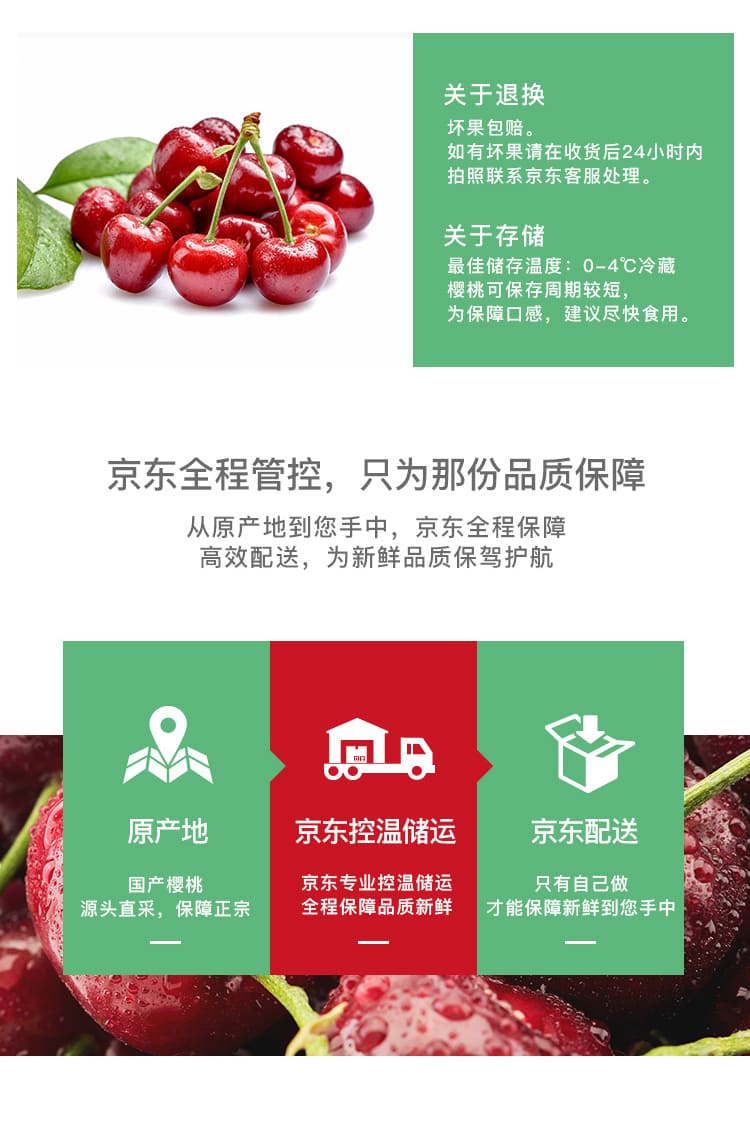 关于退换
坏果包赔。
如有坏果请在收货后24小时内
拍照联系京东客服处理。
关于存储
最佳储存温度：0-4℃冷藏
樱桃可保存周期较短，
为保障口感，建议尽快食用。
京东全程管控，只为那份品质保障
从原产地到您手中，京东全程保障
高效配送，为新鲜品质保驾护航
原产地
国产樱桃
源头直采，保障正宗
京东控温储运
京东专业控温储运
全程保障品质新鲜
京东配送
只有自己做
才能保障新鲜到您手中